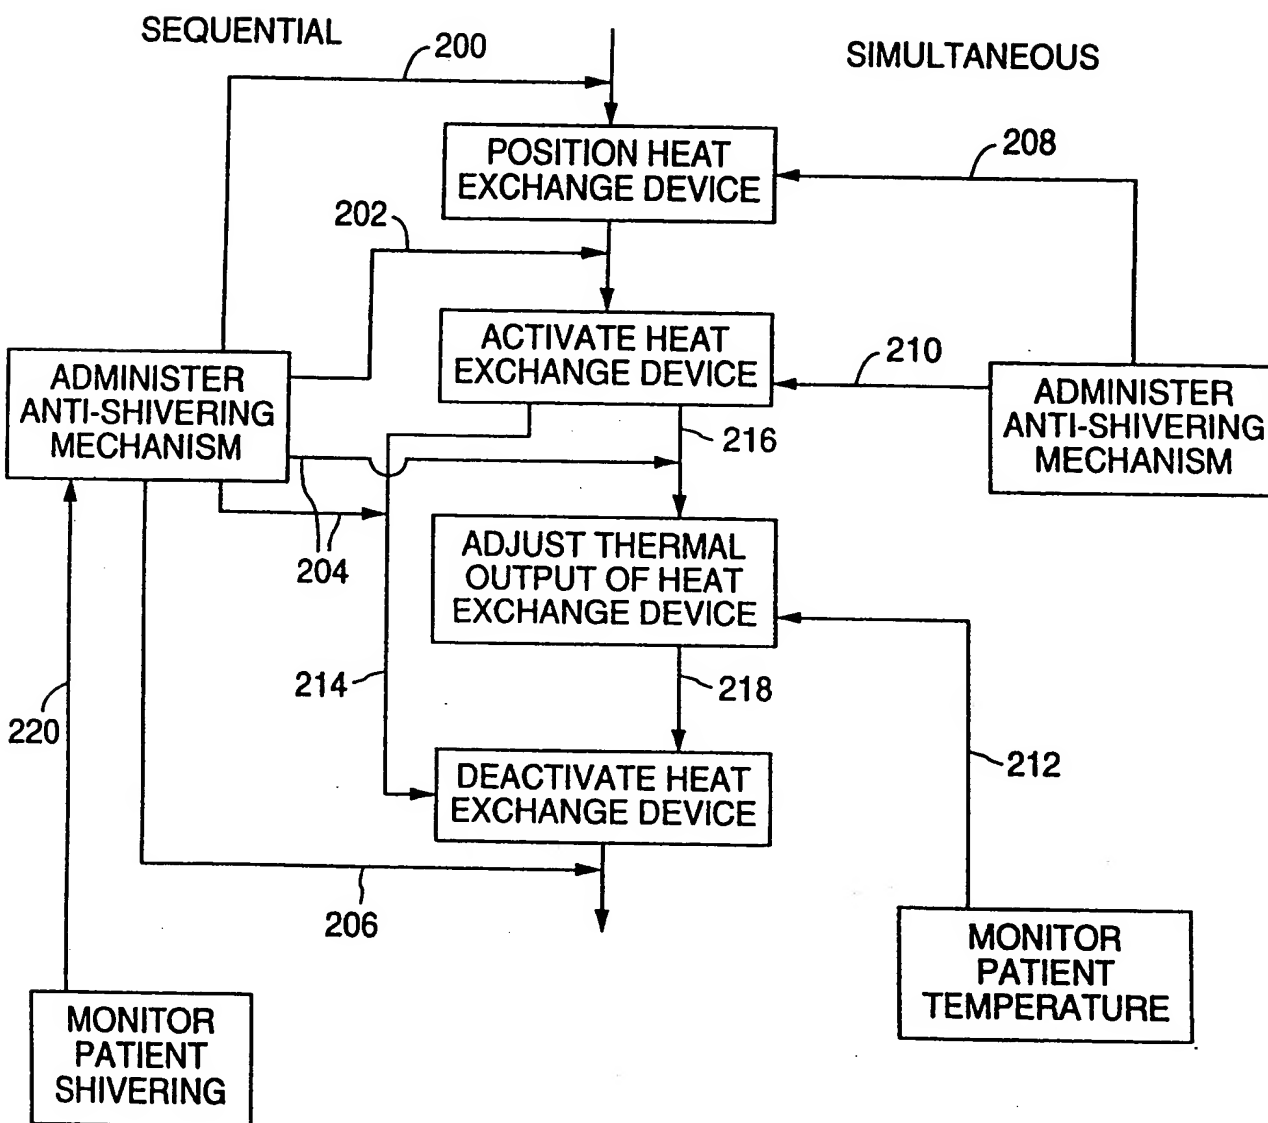 SEQUENTIAL
200
SIMULTANEOUS
POSITION HEAT
EXCHANGE DEVICE
208
202
ACTIVATE HEAT
EXCHANGE DEVICE
210
ADMINISTER
ANTI-SHIVERING
MECHANISM
ADMINISTER
ANTI-SHIVERING
MECHANISM
216
204
ADJUST THERMAL
OUTPUT OF HEAT
EXCHANGE DEVICE
214
218
220
212
DEACTIVATE HEAT
EXCHANGE DEVICE
206
MONITOR
PATIENT
TEMPERATURE
MONITOR
PATIENT
SHIVERING